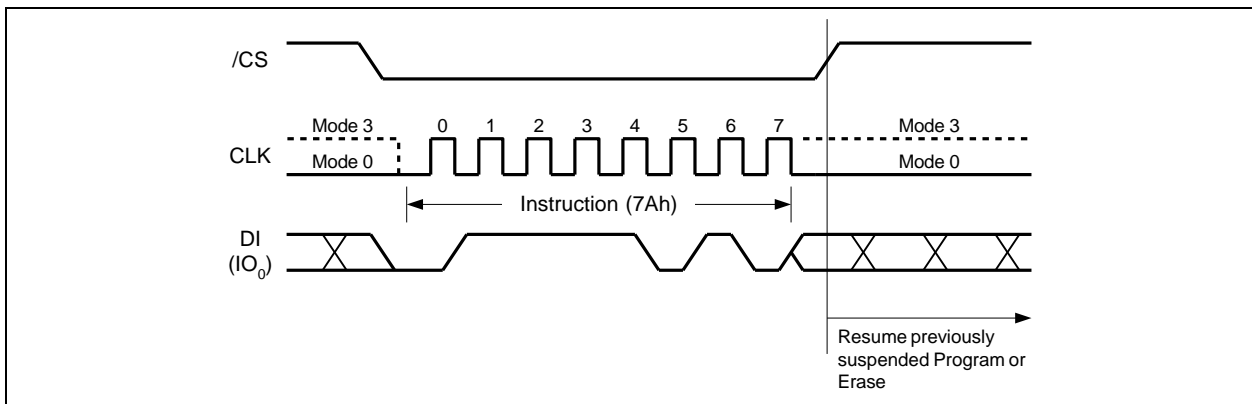 /CS
Mode 3
0 1 2 3 4 5 6 7
Mode 3
CLK
Mode 0
Mode 0
Instruction (7Ah)
DI
(IO0)
Resume previously
suspended Program or
Erase